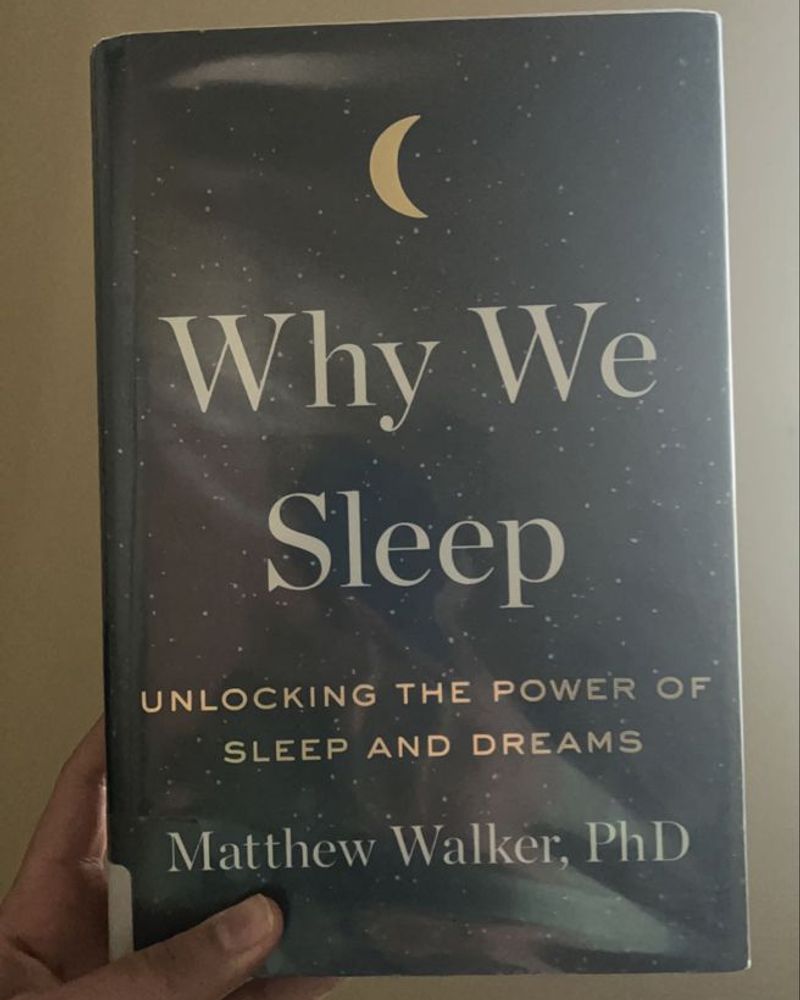 Why We
Sleep
UNLOCKING THE POWER OF
SLEEP AND DREAMS
Matthew Walker, PhD